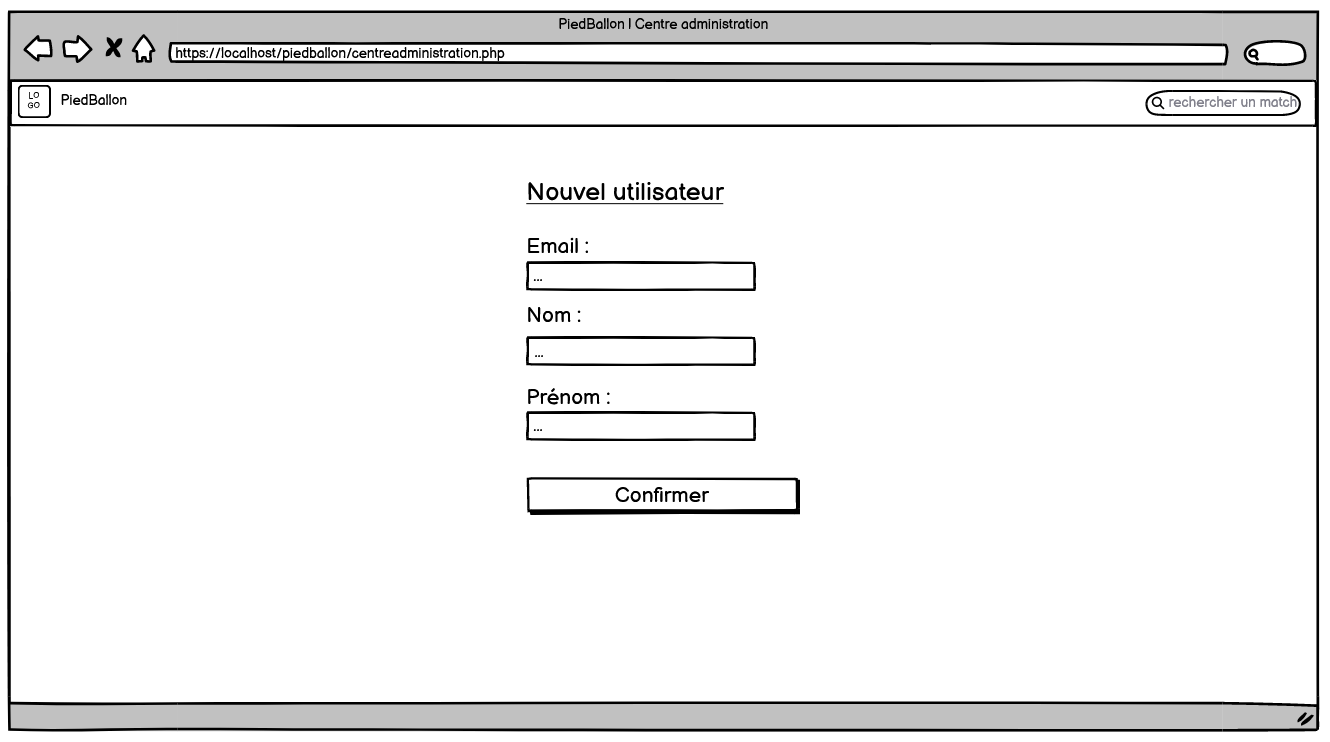 PiedBallon | Centre administration
https://localhost/piedballon/centreadministration.php
LO
GO
PiedBallon
rechercher un match
Nouvel utilisateur
Email :
...
Nom :
...
Prénom :
...
Confirmer